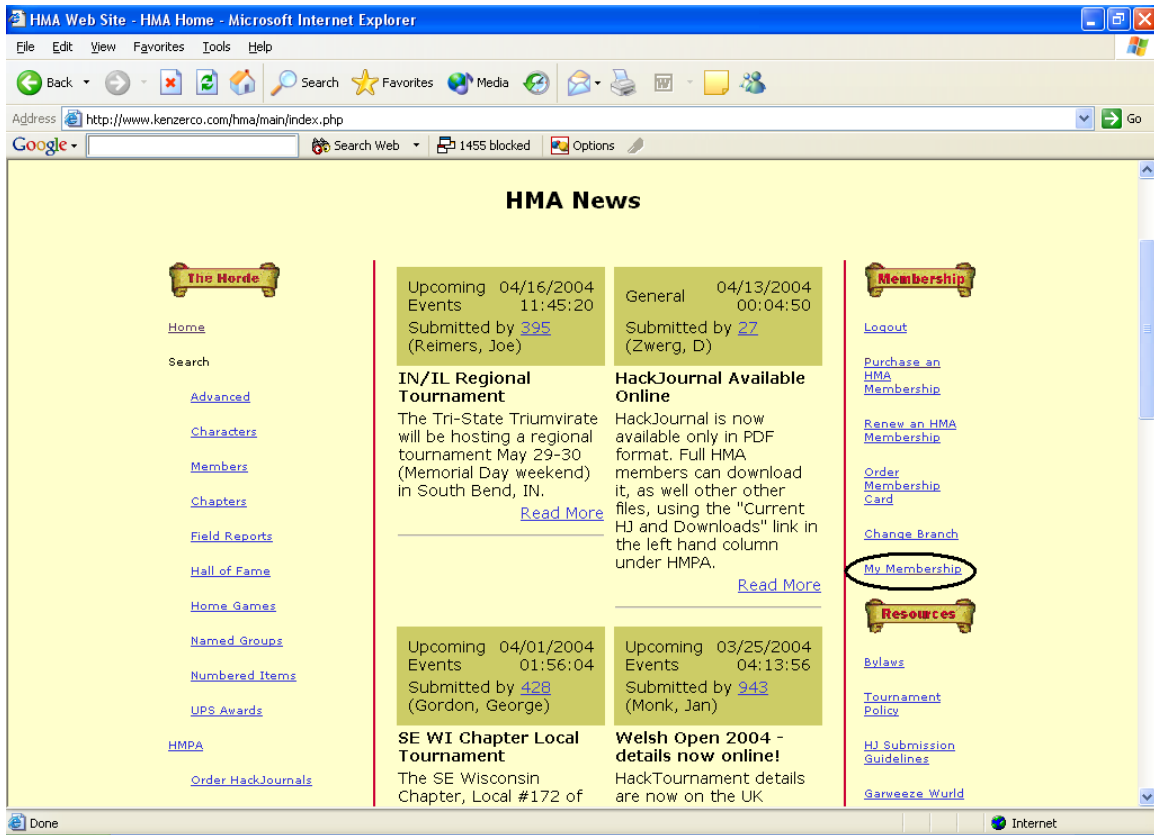 HMA Web Site - HMA Home - Microsoft Internet Explorer
File Edit View Favorites Tools Help
Back Search Favorites Media
Address http://www.kenzerco.com/hma/main/index.php Go
Google Search Web 1455 blocked Options
HMA News
The Horde
Home
Search
Advanced
Characters
Members
Chapters
Field Reports
Hall of Fame
Home Games
Named Groups
Numbered Items
UPS Awards
HMPA
Order HackJournals
Upcoming 04/16/2004
Events 11:45:20
Submitted by 395
(Reimers, Joe)
IN/IL Regional
Tournament
The Tri-State Triumvirate
will be hosting a regional
tournament May 29-30
(Memorial Day weekend)
in South Bend, IN.
Read More
General 04/13/2004
00:04:50
Submitted by 27
(Zwerg, D)
HackJournal Available
Online
HackJournal is now
available only in PDF
format. Full HMA
members can download
it, as well other other
files, using the "Current
HJ and Downloads" link in
the left hand column
under HMPA.
Read More
Upcoming 04/01/2004
Events 01:56:04
Submitted by 428
(Gordon, George)
SE WI Chapter Local
Tournament
The SE Wisconsin
Chapter, Local #172 of
Upcoming 03/25/2004
Events 04:13:56
Submitted by 943
(Monk, Jan)
Welsh Open 2004 -
details now online!
HackTournament details
are now on the UK
Membership
Logout
Purchase an
HMA
Membership
Renew an HMA
Membership
Order
Membership
Card
Change Branch
My Membership
Resources
Bylaws
Tournament
Policy
HJ Submission
Guidelines
Garweeze Wurld
Done Internet